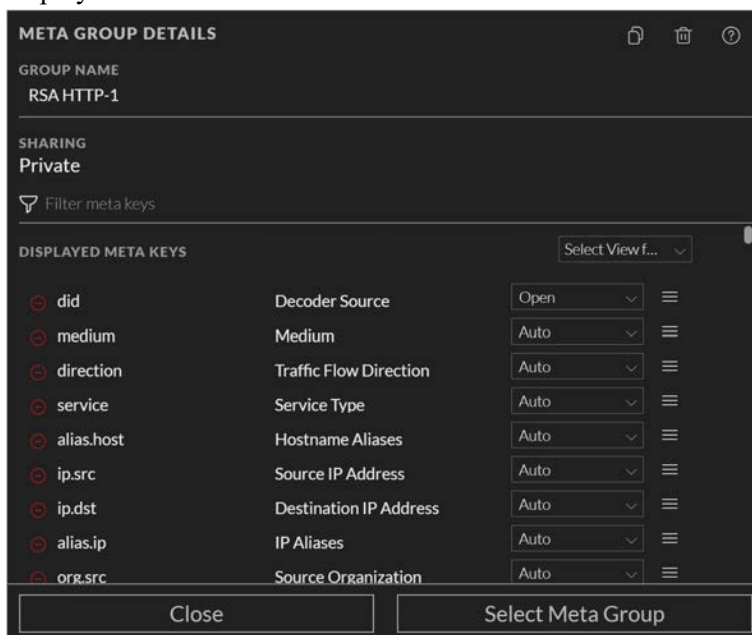 META GROUP DETAILS
GROUP NAME
RSA HTTP-1
SHARING
Private
Filter meta keys
DISPLAYED META KEYS Select View f...
did Decoder Source Open
medium Medium Auto
direction Traffic Flow Direction Auto
service Service Type Auto
alias.host Hostname Aliases Auto
ip.src Source IP Address Auto
ip.dst Destination IP Address Auto
alias.ip IP Aliases Auto
org.src Source Organization Auto
Close Select Meta Group